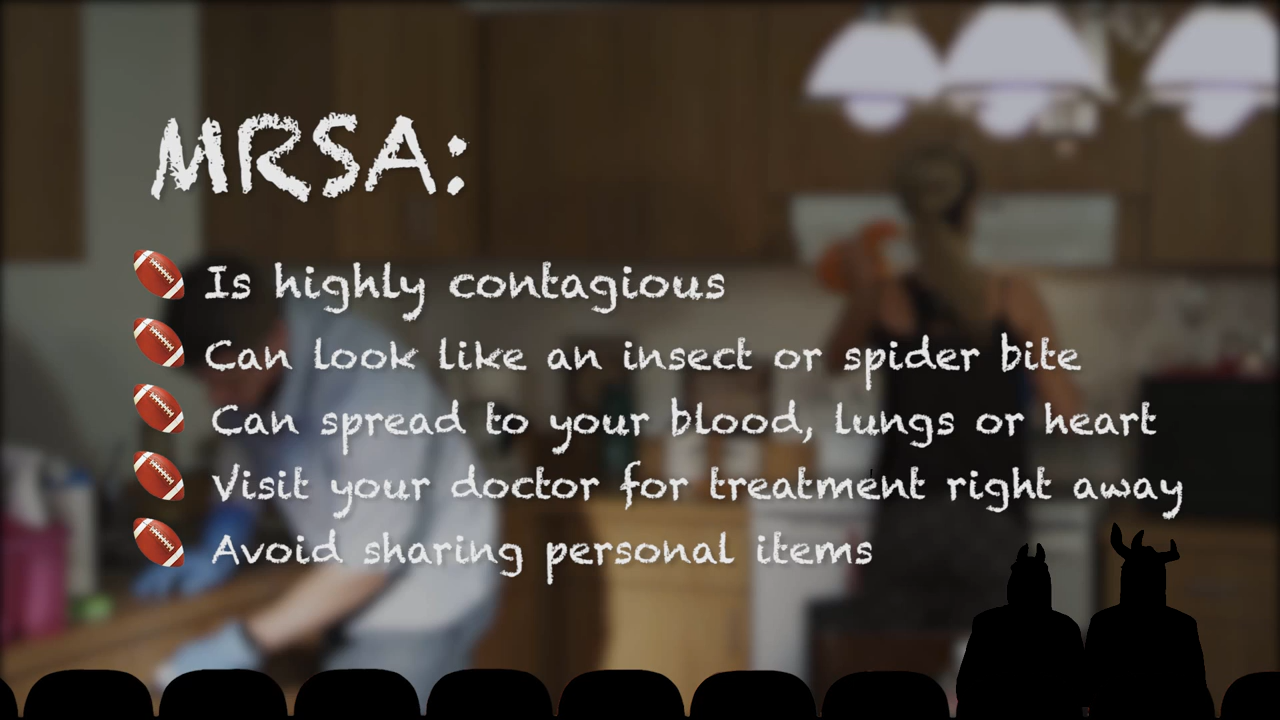 MRSA:
Is highly contagious
Can look like an insect or spider bite
Can spread to your blood, lungs or heart
Visit your doctor for treatment right away
Avoid sharing personal items